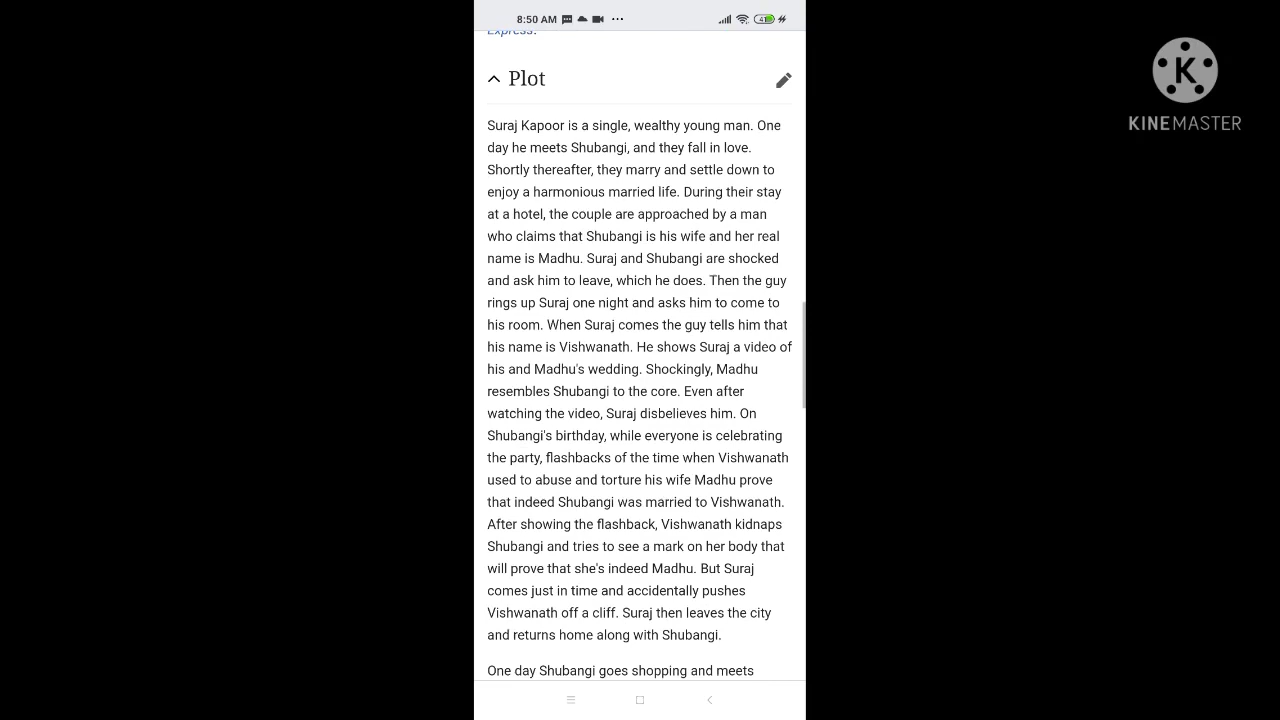 8:50 AM
41
Express.
Plot
Suraj Kapoor is a single, wealthy young man. One
day he meets Shubangi, and they fall in love.
Shortly thereafter, they marry and settle down to
enjoy a harmonious married life. During their stay
at a hotel, the couple are approached by a man
who claims that Shubangi is his wife and her real
name is Madhu. Suraj and Shubangi are shocked
and ask him to leave, which he does. Then the guy
rings up Suraj one night and asks him to come to
his room. When Suraj comes the guy tells him that
his name is Vishwanath. He shows Suraj a video of
his and Madhu's wedding. Shockingly, Madhu
resembles Shubangi to the core. Even after
watching the video, Suraj disbelieves him. On
Shubangi's birthday, while everyone is celebrating
the party, flashbacks of the time when Vishwanath
used to abuse and torture his wife Madhu prove
that indeed Shubangi was married to Vishwanath.
After showing the flashback, Vishwanath kidnaps
Shubangi and tries to see a mark on her body that
will prove that she's indeed Madhu. But Suraj
comes just in time and accidentally pushes
Vishwanath off a cliff. Suraj then leaves the city
and returns home along with Shubangi.
One day Shubangi goes shopping and meets
K
KINEMASTER